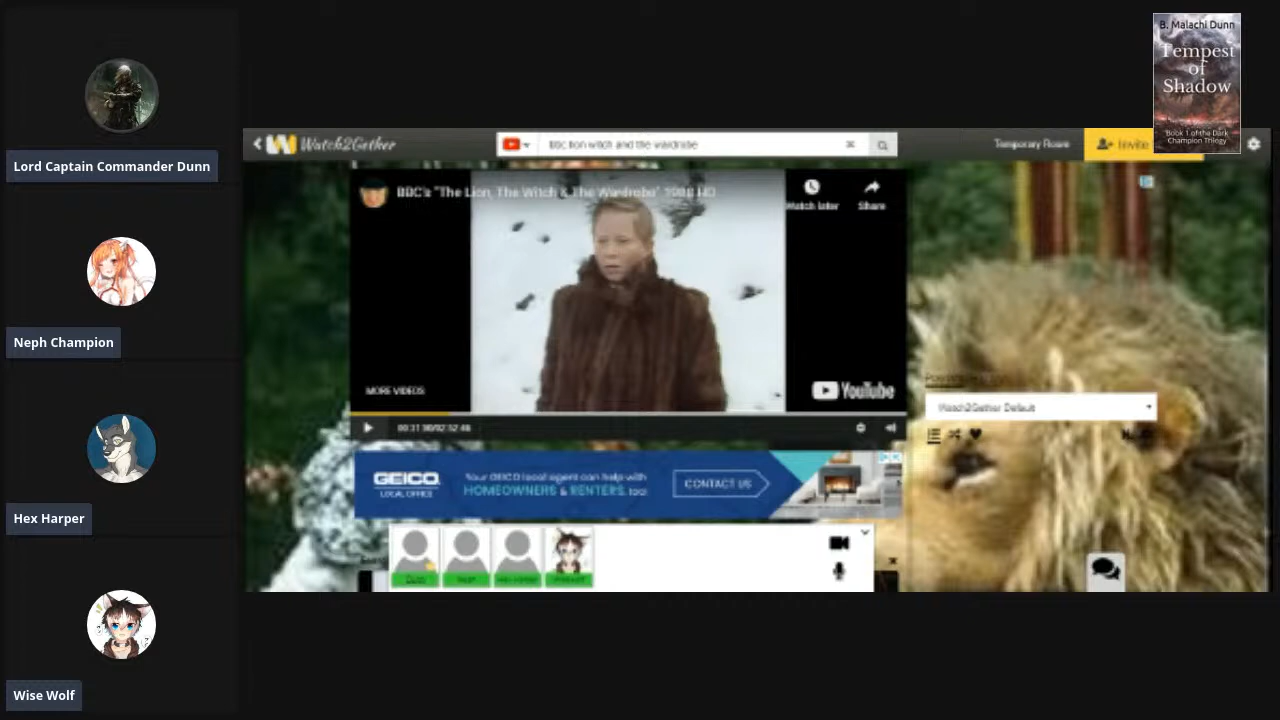 B. Malachi Dunn
Tempest
of
Shadow
Book 1 of the Dark
Champion Trilogy
Lord Captain Commander Dunn
Neph Champion
Hex Harper
Wise Wolf
Watch2Gether
bbc lion witch and the wardrobe
Temporary Room
Invite
BBC's "The Lion, The Witch & The Wardrobe" 1988 HD
Watch later
Share
MORE VIDEOS
YouTube
Watch2Gether Default
GEICO
LOCAL OFFICE
Your GEICO local agent can help with
HOMEOWNERS & RENTERS, too!
CONTACT US